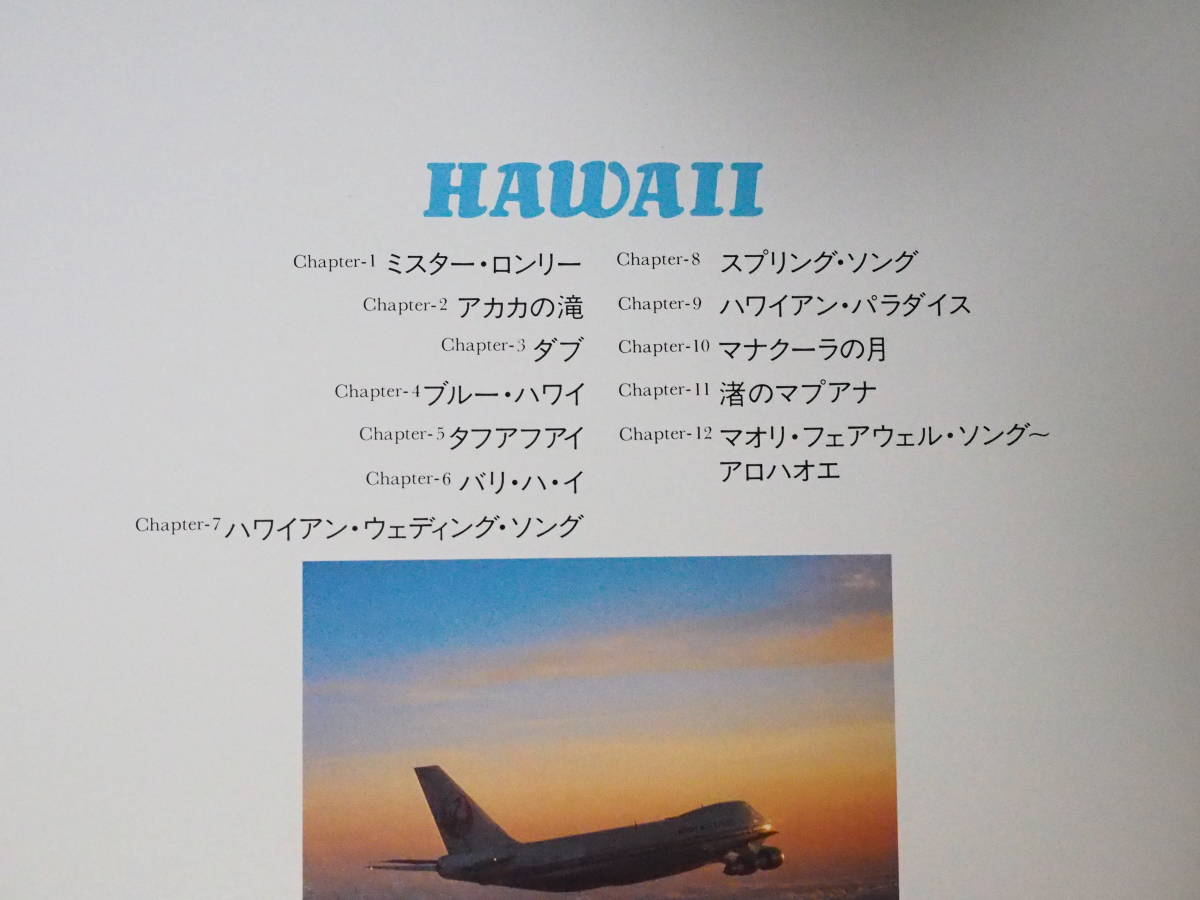 HAWAII
Chapter-1 ミスター・ロンリー
Chapter-2 アカカの滝
Chapter-3 ダブ
Chapter-4 ブルー・ハワイ
Chapter-5 タフアフアイ
Chapter-6 バリ・ハ・イ
Chapter-7 ハワイアン・ウェディング・ソング
Chapter-8 スプリング・ソング
Chapter-9 ハワイアン・パラダイス
Chapter-10 マナクーラの月
Chapter-11 渚のマプアナ
Chapter-12 マオリ・フェアウェル・ソング〜
アロハオエ